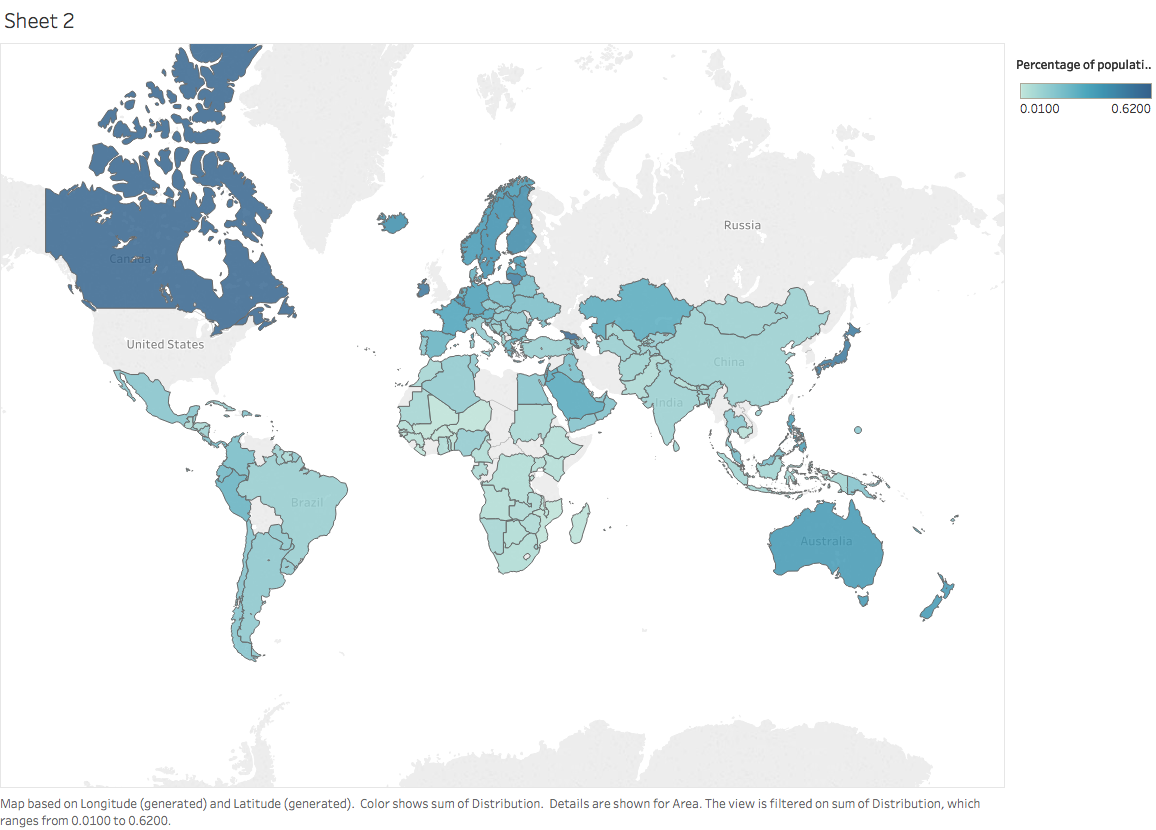 Sheet 2
Percentage of populati..
0.0100 0.6200
Russia
Canada
United States
China
India
Brazil
Australia
Map based on Longitude (generated) and Latitude (generated).  Color shows sum of Distribution.  Details are shown for Area. The view is filtered on sum of Distribution, which
ranges from 0.0100 to 0.6200.